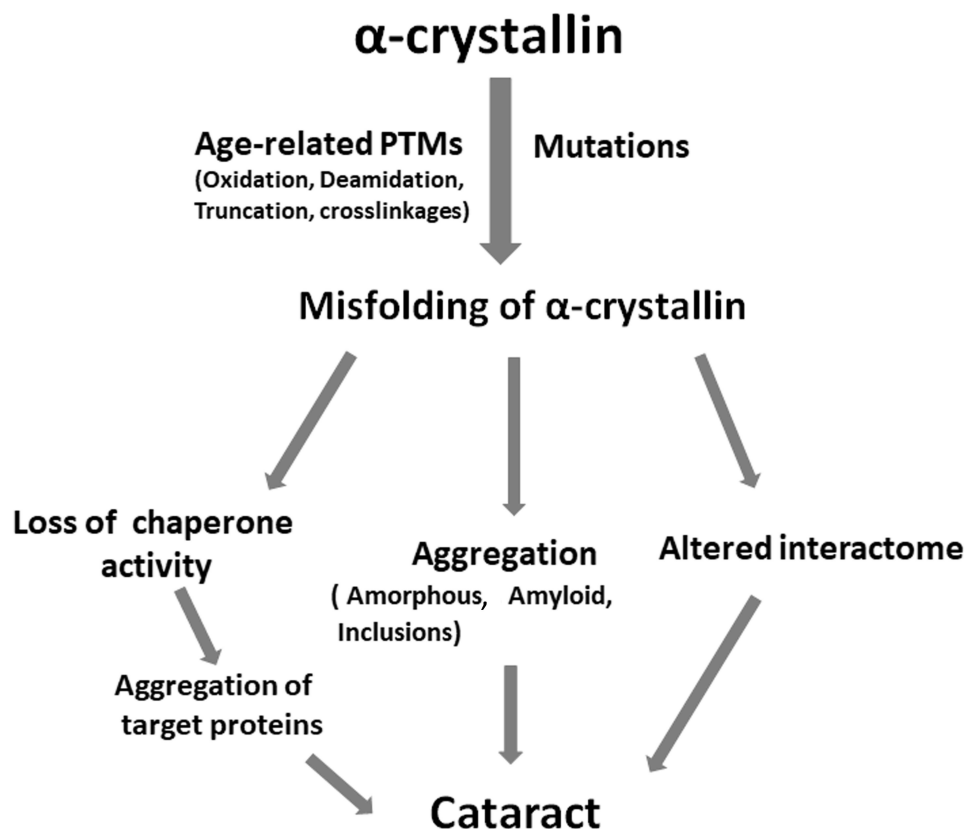 α-crystallin
Age-related PTMs
(Oxidation, Deamidation,
Truncation, crosslinkages)
Mutations
Misfolding of α-crystallin
Loss of chaperone
activity
Aggregation of
target proteins
Aggregation
( Amorphous, Amyloid,
Inclusions)
Altered interactome
Cataract